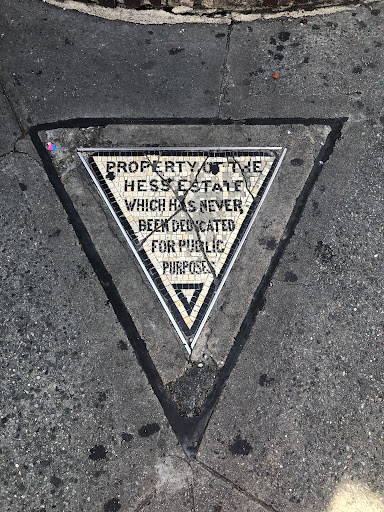 PROPERTY OF THE
HESS ESTATE
WHICH HAS NEVER
BEEN DEDICATED
FOR PUBLIC
PURPOSES